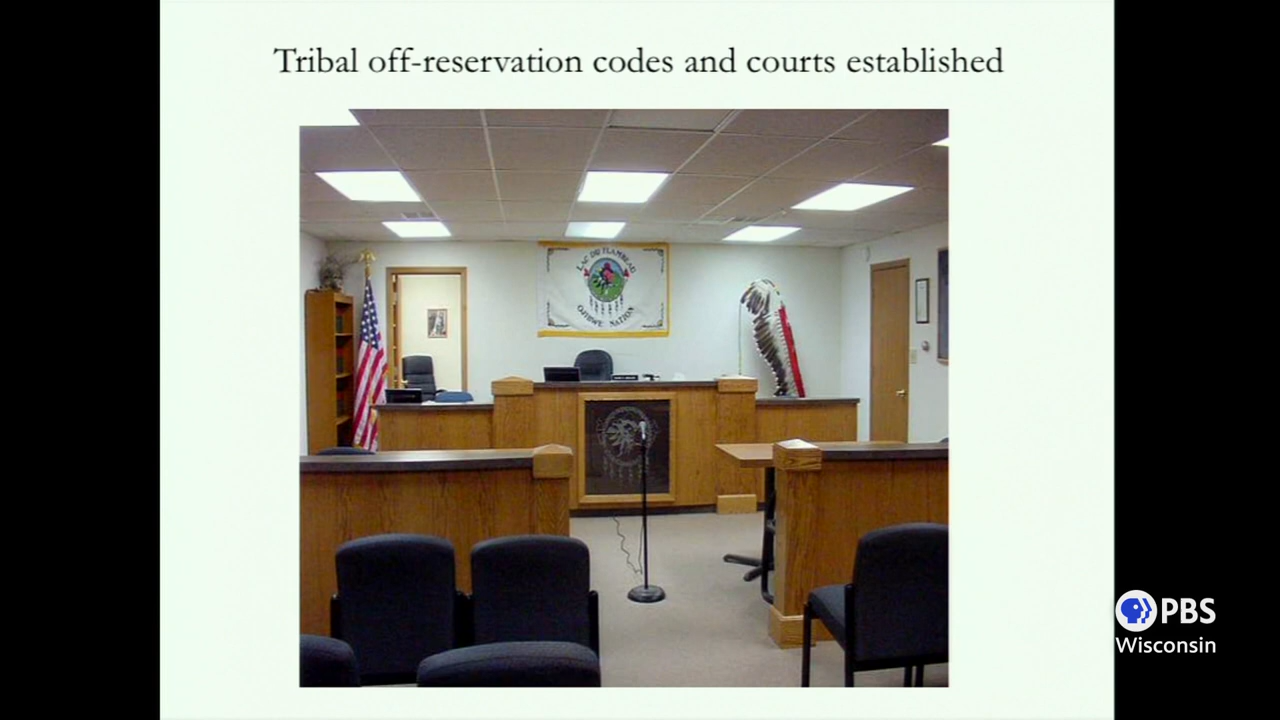 Tribal off-reservation codes and courts established
LAC DU FLAMBEAU
OJIBWE NATION
PBS
Wisconsin